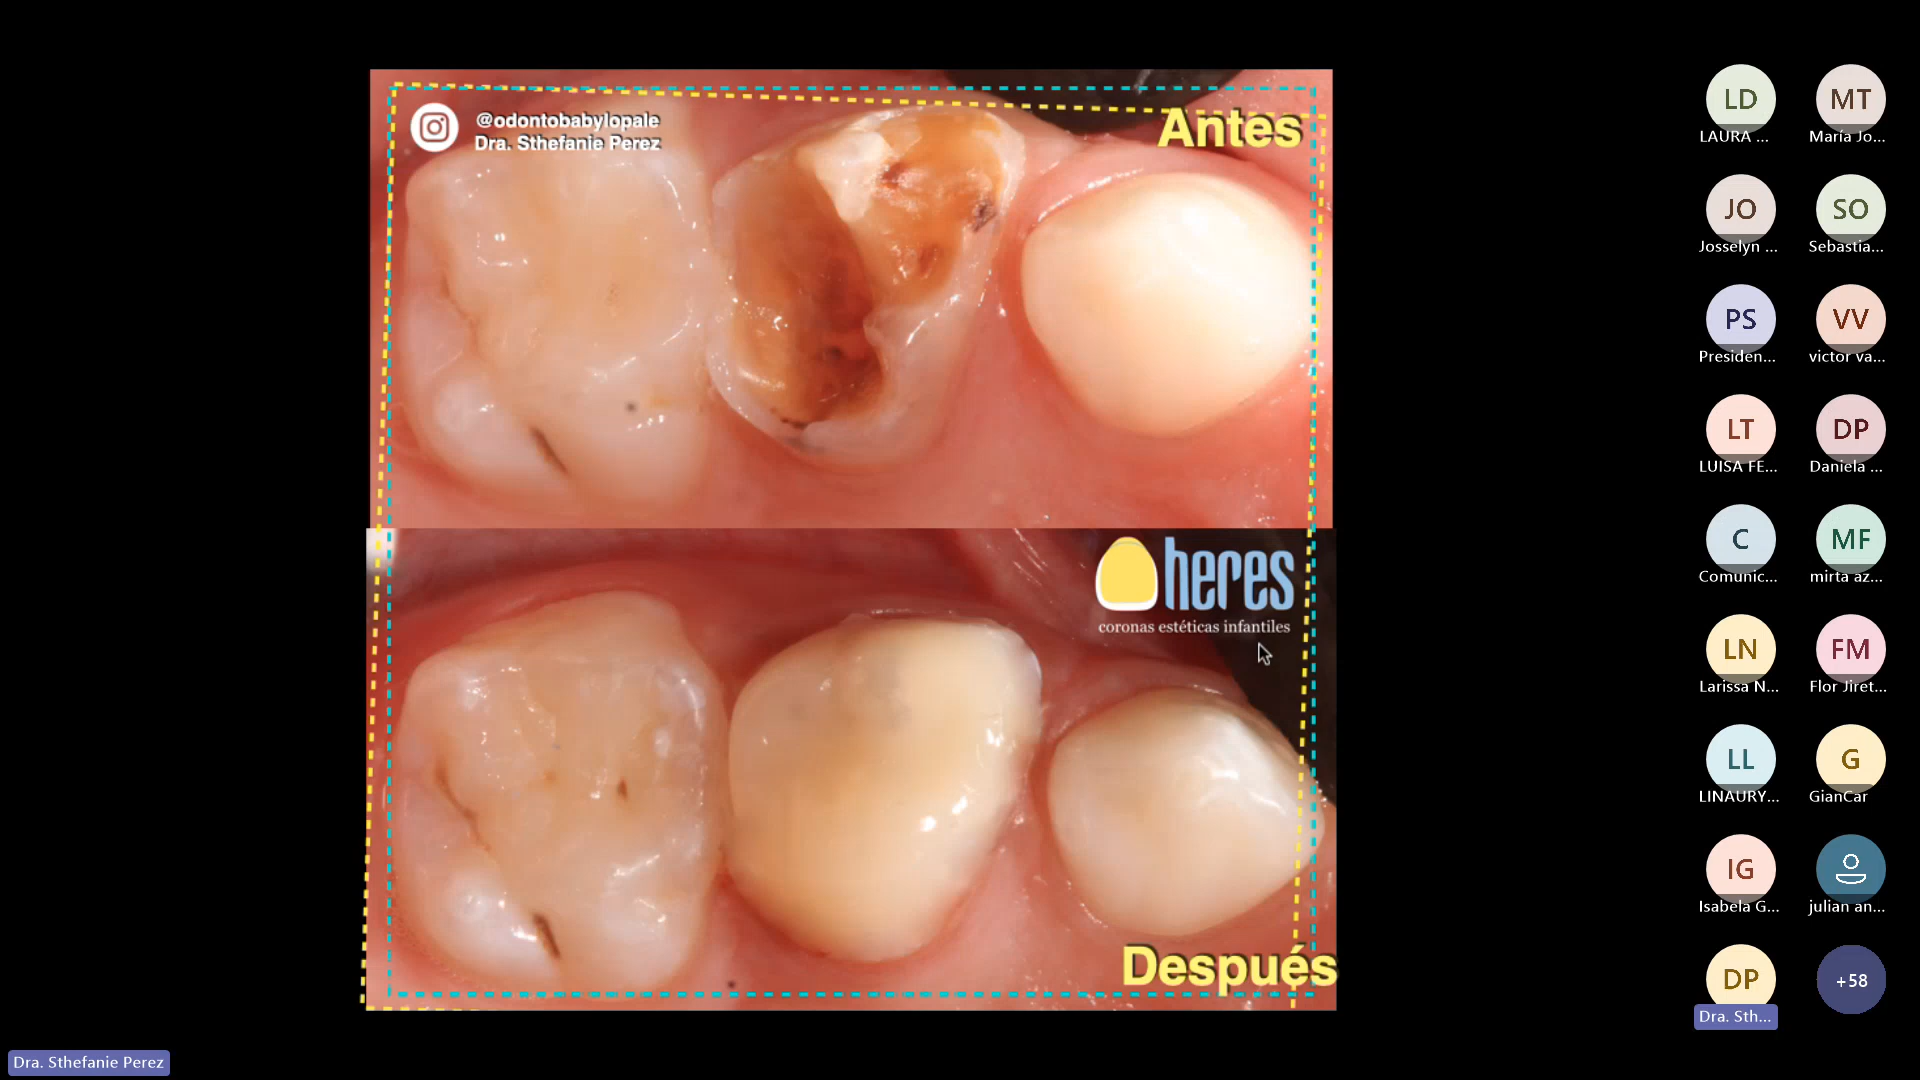 @odontobabylopale
Dra. Sthefanie Perez
Antes
heres
coronas estéticas infantiles
Después
LD
LAURA ...
MT
María Jo...
JO
Josselyn ...
SO
Sebastia...
PS
Presiden...
VV
victor va...
LT
LUISA FE...
DP
Daniela ...
C
Comunic...
MF
mirta az...
LN
Larissa N...
FM
Flor Jiret...
LL
LINAURY...
G
GianCar
IG
Isabela G...
julian an...
DP
Dra. Sth...
+58
Dra. Sthefanie Perez